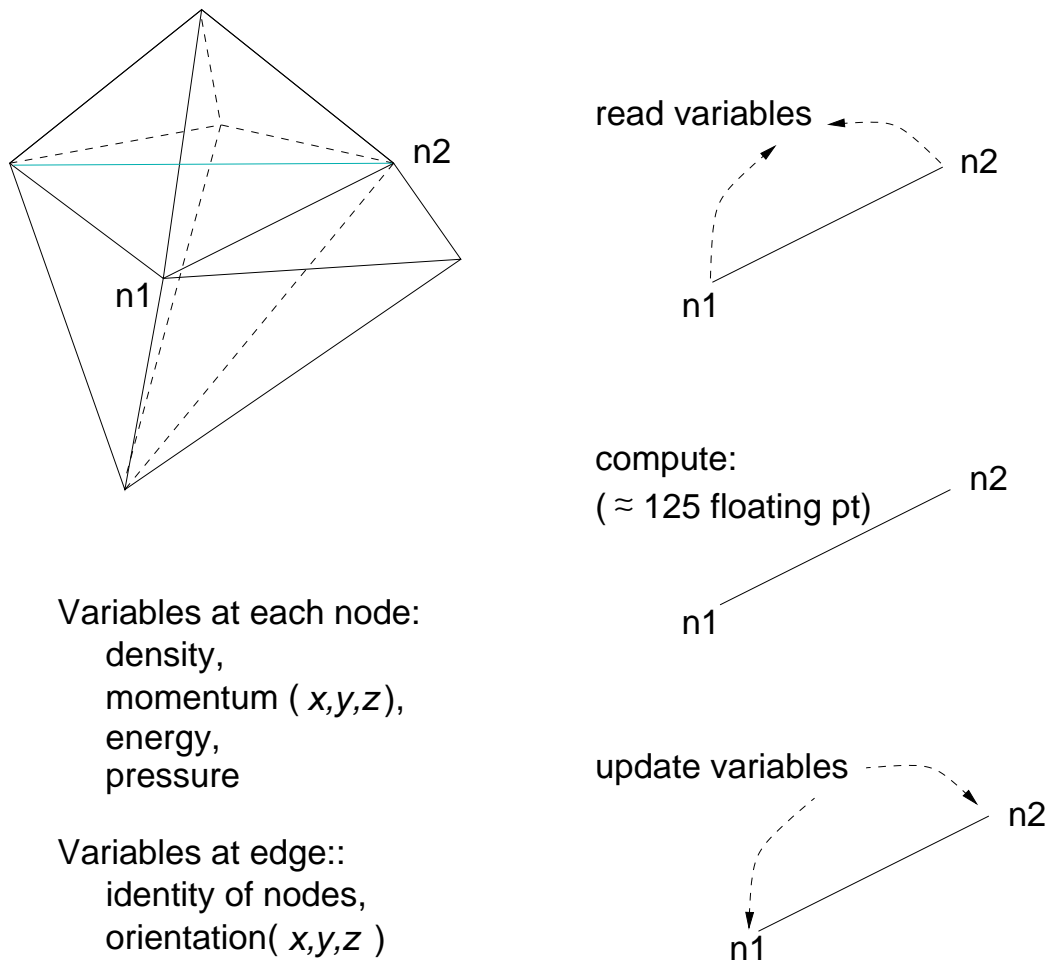 n2
n1
Variables at each node:
density,
momentum ( x,y,z),
energy,
pressure
Variables at edge::
identity of nodes,
orientation( x,y,z )
read variables
n2
n1
compute:
( ≈ 125 floating pt)
n2
n1
update variables
n2
n1